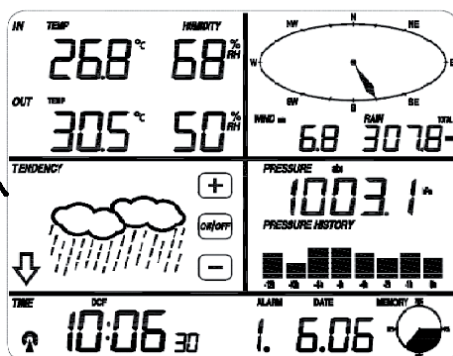 IN TEMP HUMIDITY
26.8 °C 68 % RH
OUT TEMP
30.5 °C 50 % RH
N
NW NE
W E
SW SE
S
WIND RAIN TOTAL
6.8 307.8
TENDENCY
+
ON/OFF
−
PRESSURE abs
1003.1
PRESSURE HISTORY
TIME DCF ALARM DATE MEMORY
10:06 30 1. 6.06